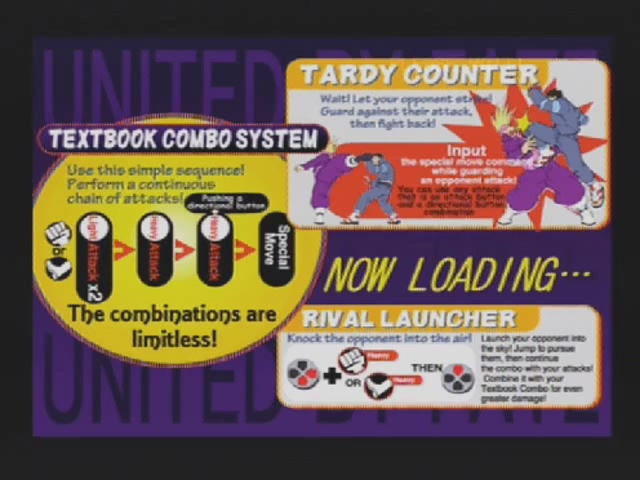 UNITED BY FATE
TARDY COUNTER
Wait! Let your opponent strike!
Guard against their attack,
then fight back!
Input
the special move command
while guarding
an opponent attack!
You can use any attack
that is an attack button
and a directional button
combination
TEXTBOOK COMBO SYSTEM
Use this simple sequence!
Perform a continuous
chain of attacks!
Pushing a
directional button
or
Light Attack x2
Heavy Attack
Heavy Attack
Special
Move
The combinations are
limitless!
NOW LOADING...
RIVAL LAUNCHER
Knock the opponent into the air!
Heavy
OR
Heavy
THEN
Launch your opponent into
the sky! Jump to pursue
them, then continue
the combo with your attacks!
Combine it with your
Textbook Combo for even
greater damage!
UNITED BY FATE